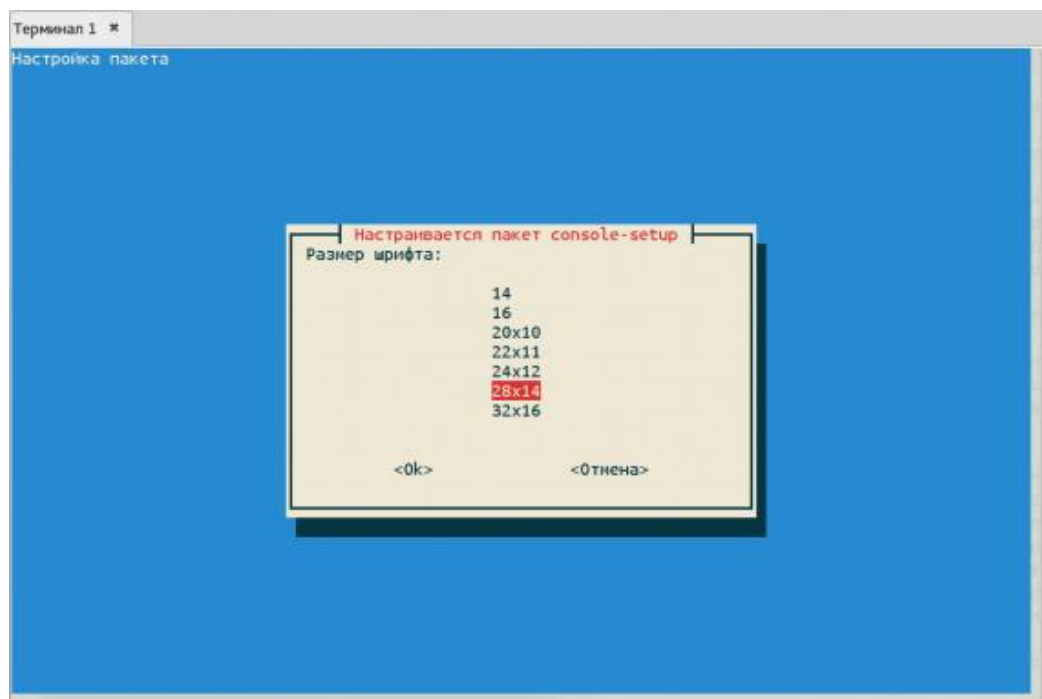 Терминал 1 ✖
Настройка пакета
Настраивается пакет console-setup
Размер шрифта:
14
16
20x10
22x11
24x12
28x14
32x16
<Ok> <Отмена>